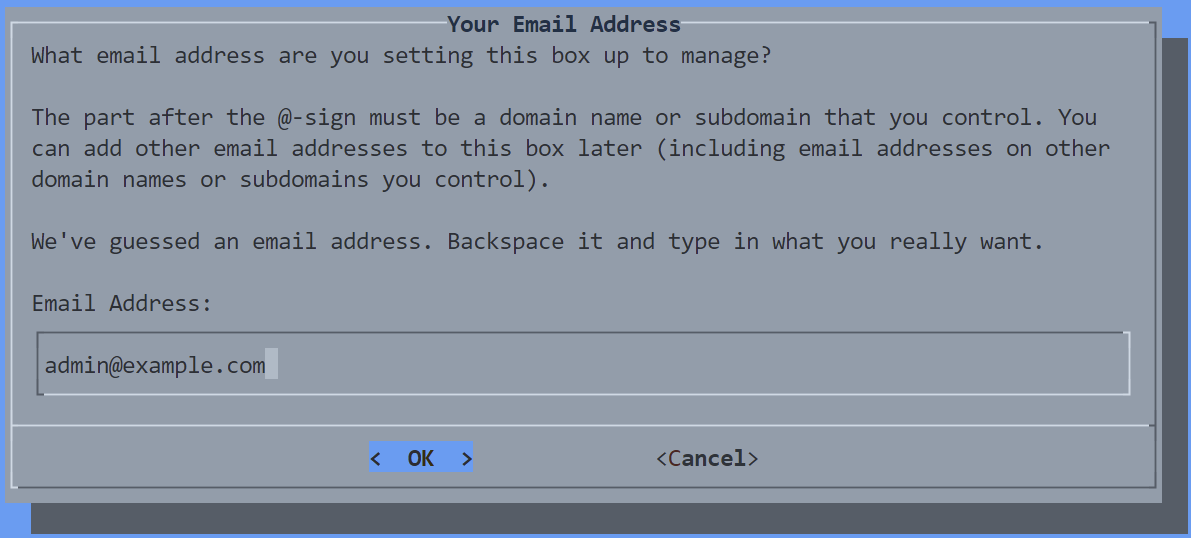 Your Email Address
What email address are you setting this box up to manage?
The part after the @-sign must be a domain name or subdomain that you control. You
can add other email addresses to this box later (including email addresses on other
domain names or subdomains you control).
We've guessed an email address. Backspace it and type in what you really want.
Email Address:
admin@example.com
< OK > <Cancel>